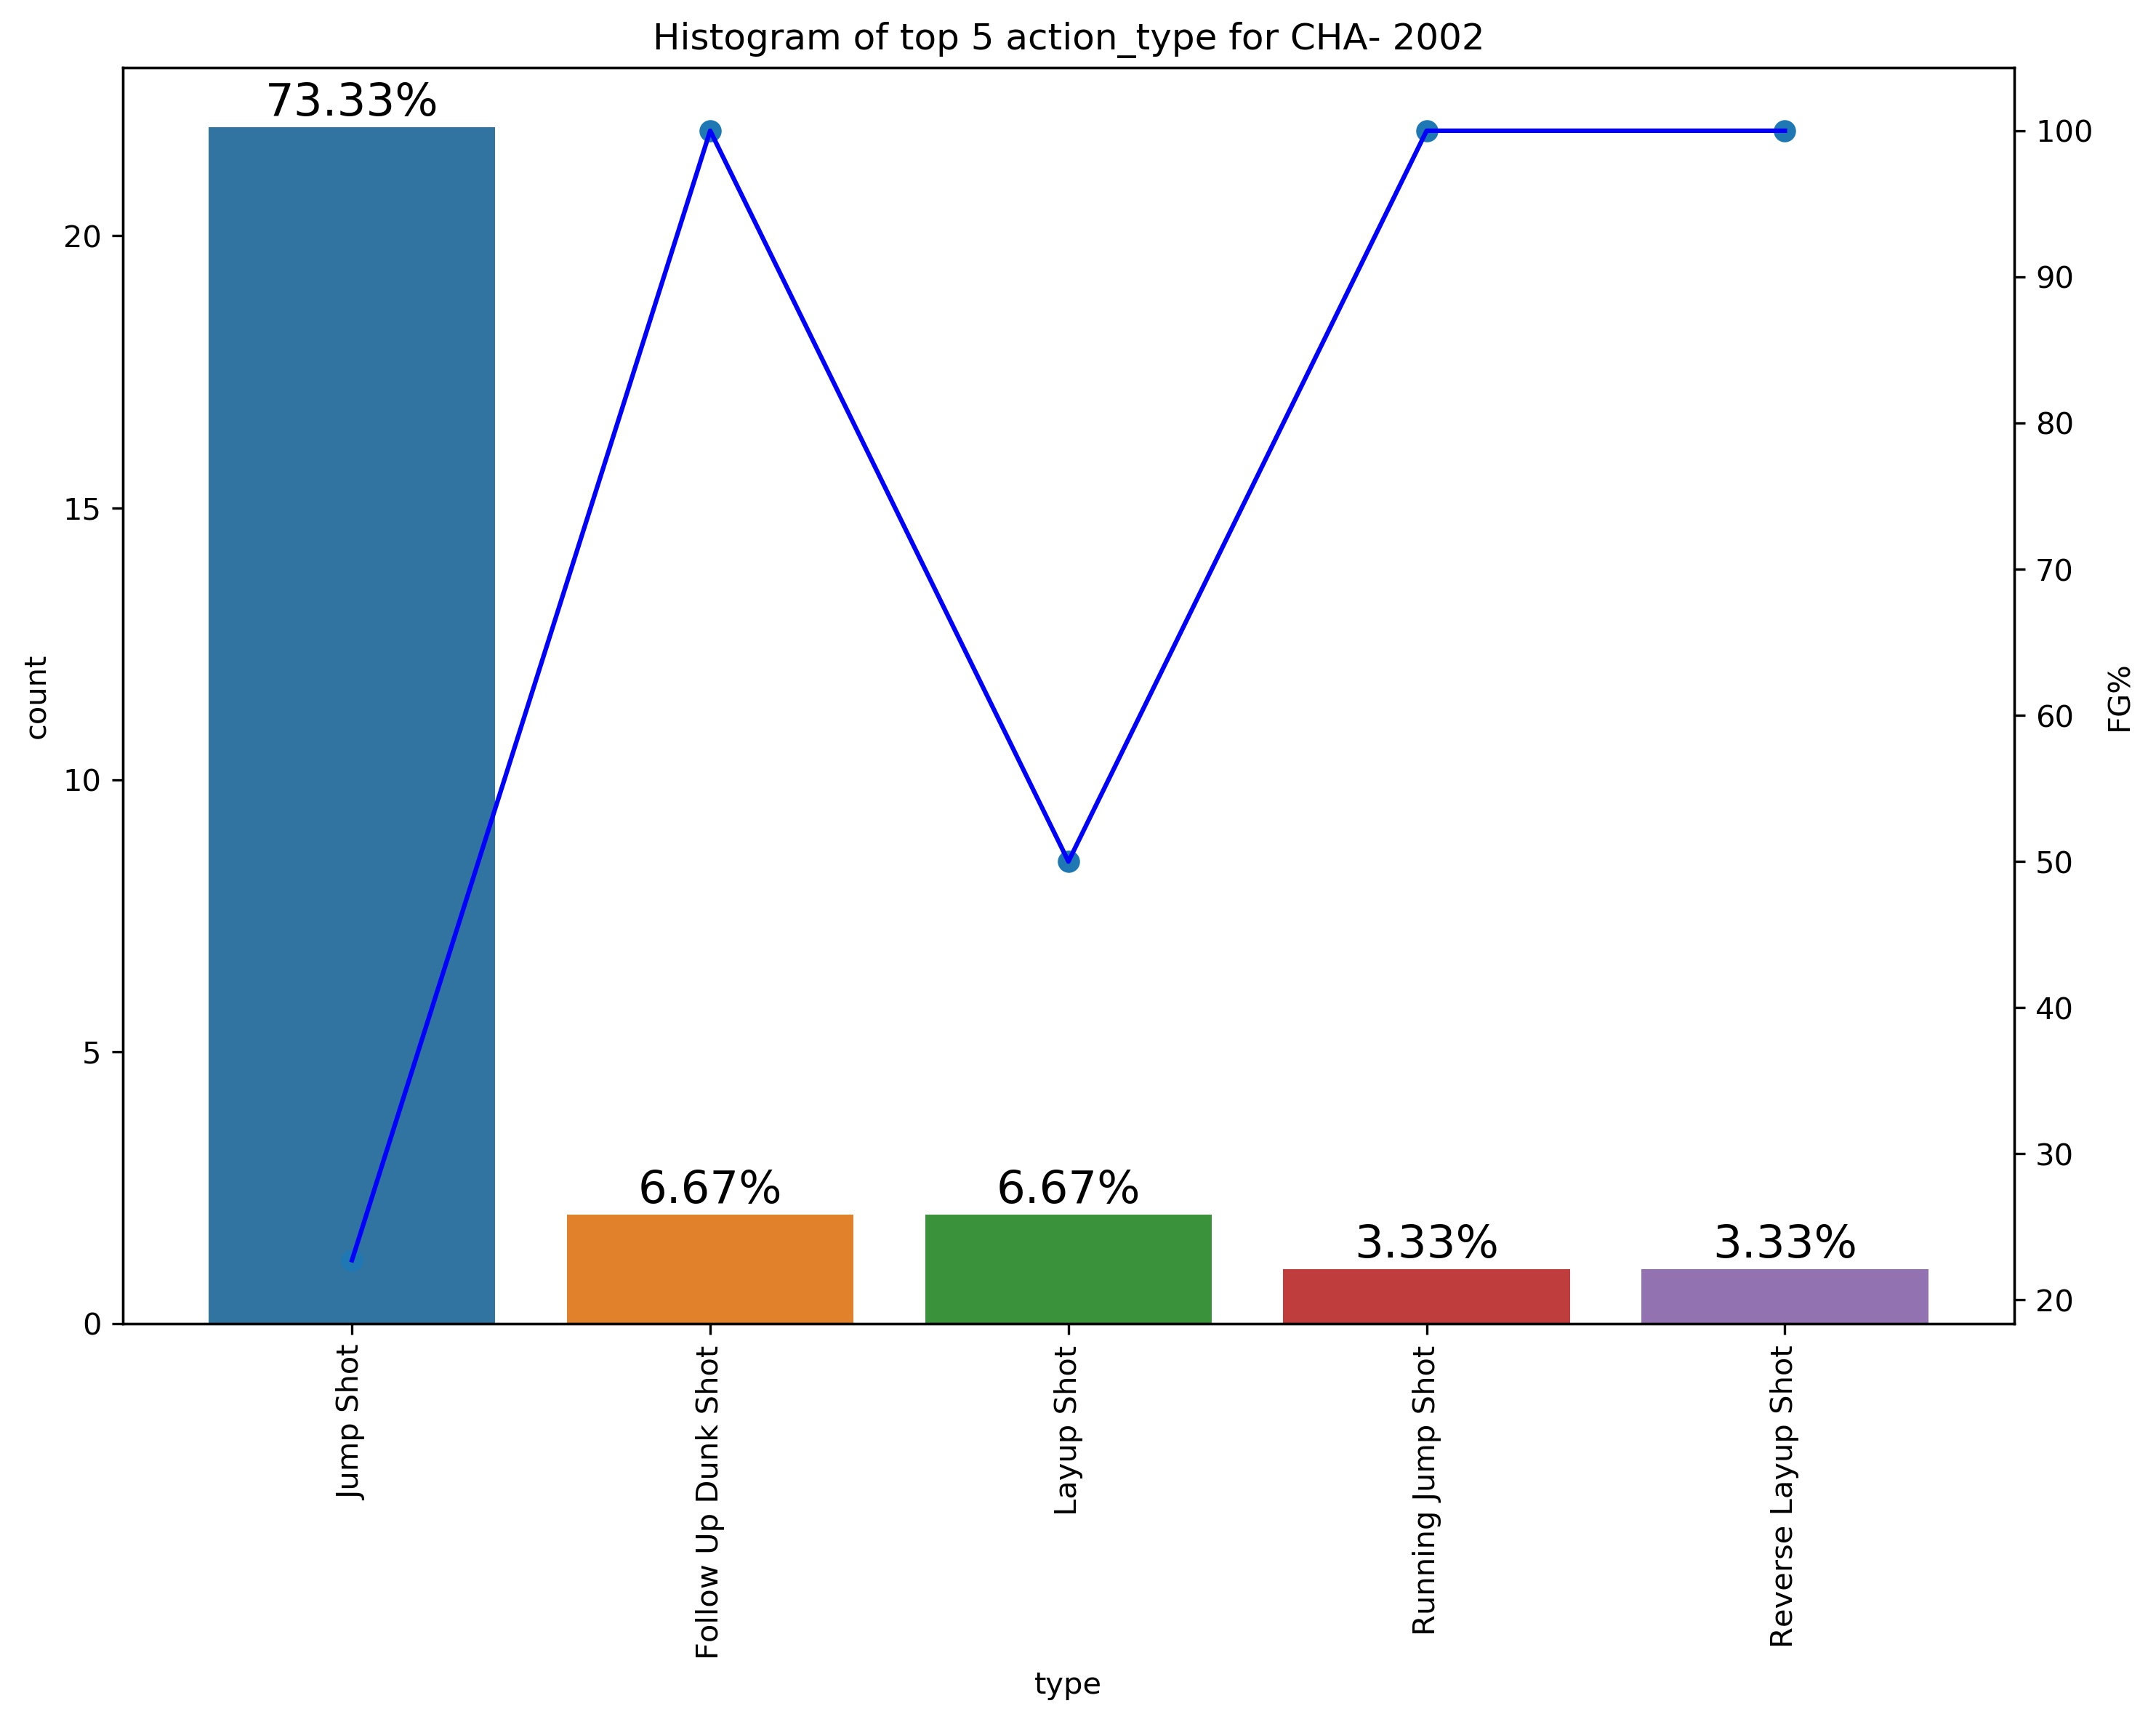 Histogram of top 5 action_type for CHA- 2002
73.33%
6.67%
6.67%
3.33%
3.33%
20
15
10
5
0
count
100
90
80
70
60
50
40
30
20
FG%
Jump Shot
Follow Up Dunk Shot
Layup Shot
Running Jump Shot
Reverse Layup Shot
type